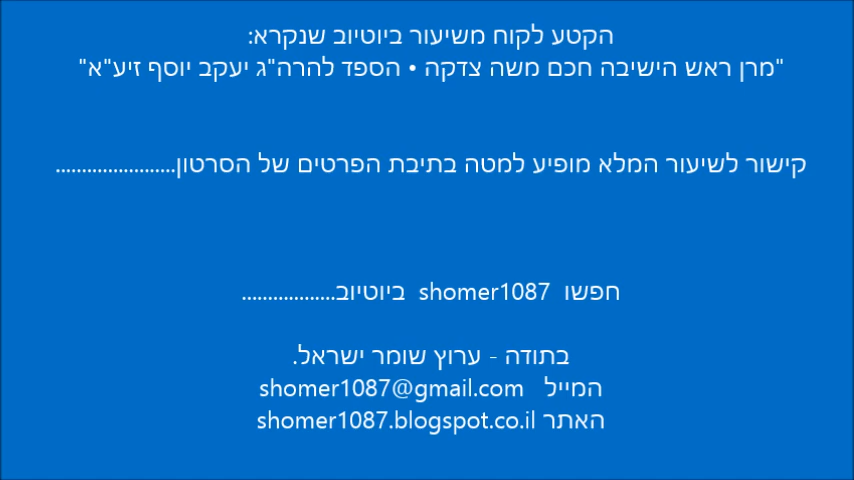 הקטע לקוח משיעור ביוטיוב שנקרא:
"מרן ראש הישיבה חכם משה צדקה • הספד להרה"ג יעקב יוסף זיע"א"
קישור לשיעור המלא מופיע למטה בתיבת הפרטים של הסרטון.......................
חפשו shomer1087 ביוטיוב..................
בתודה - ערוץ שומר ישראל.
המייל shomer1087@gmail.com
האתר shomer1087.blogspot.co.il